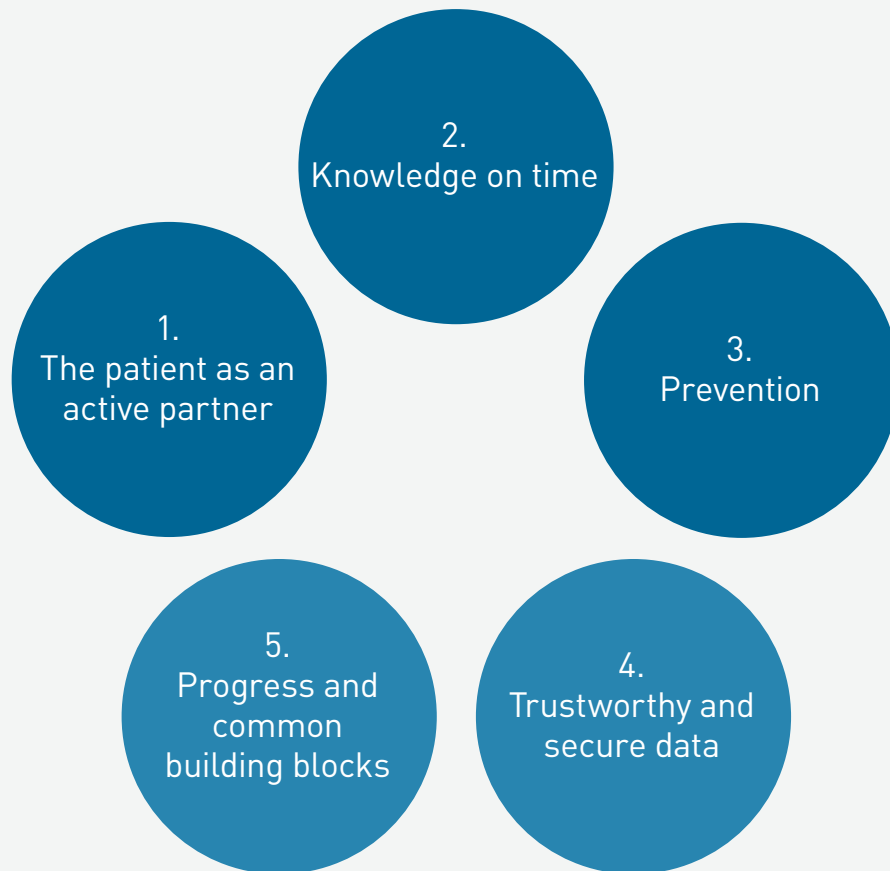 1.
The patient as an
active partner
2.
Knowledge on time
3.
Prevention
4.
Trustworthy and
secure data
5.
Progress and
common
building blocks